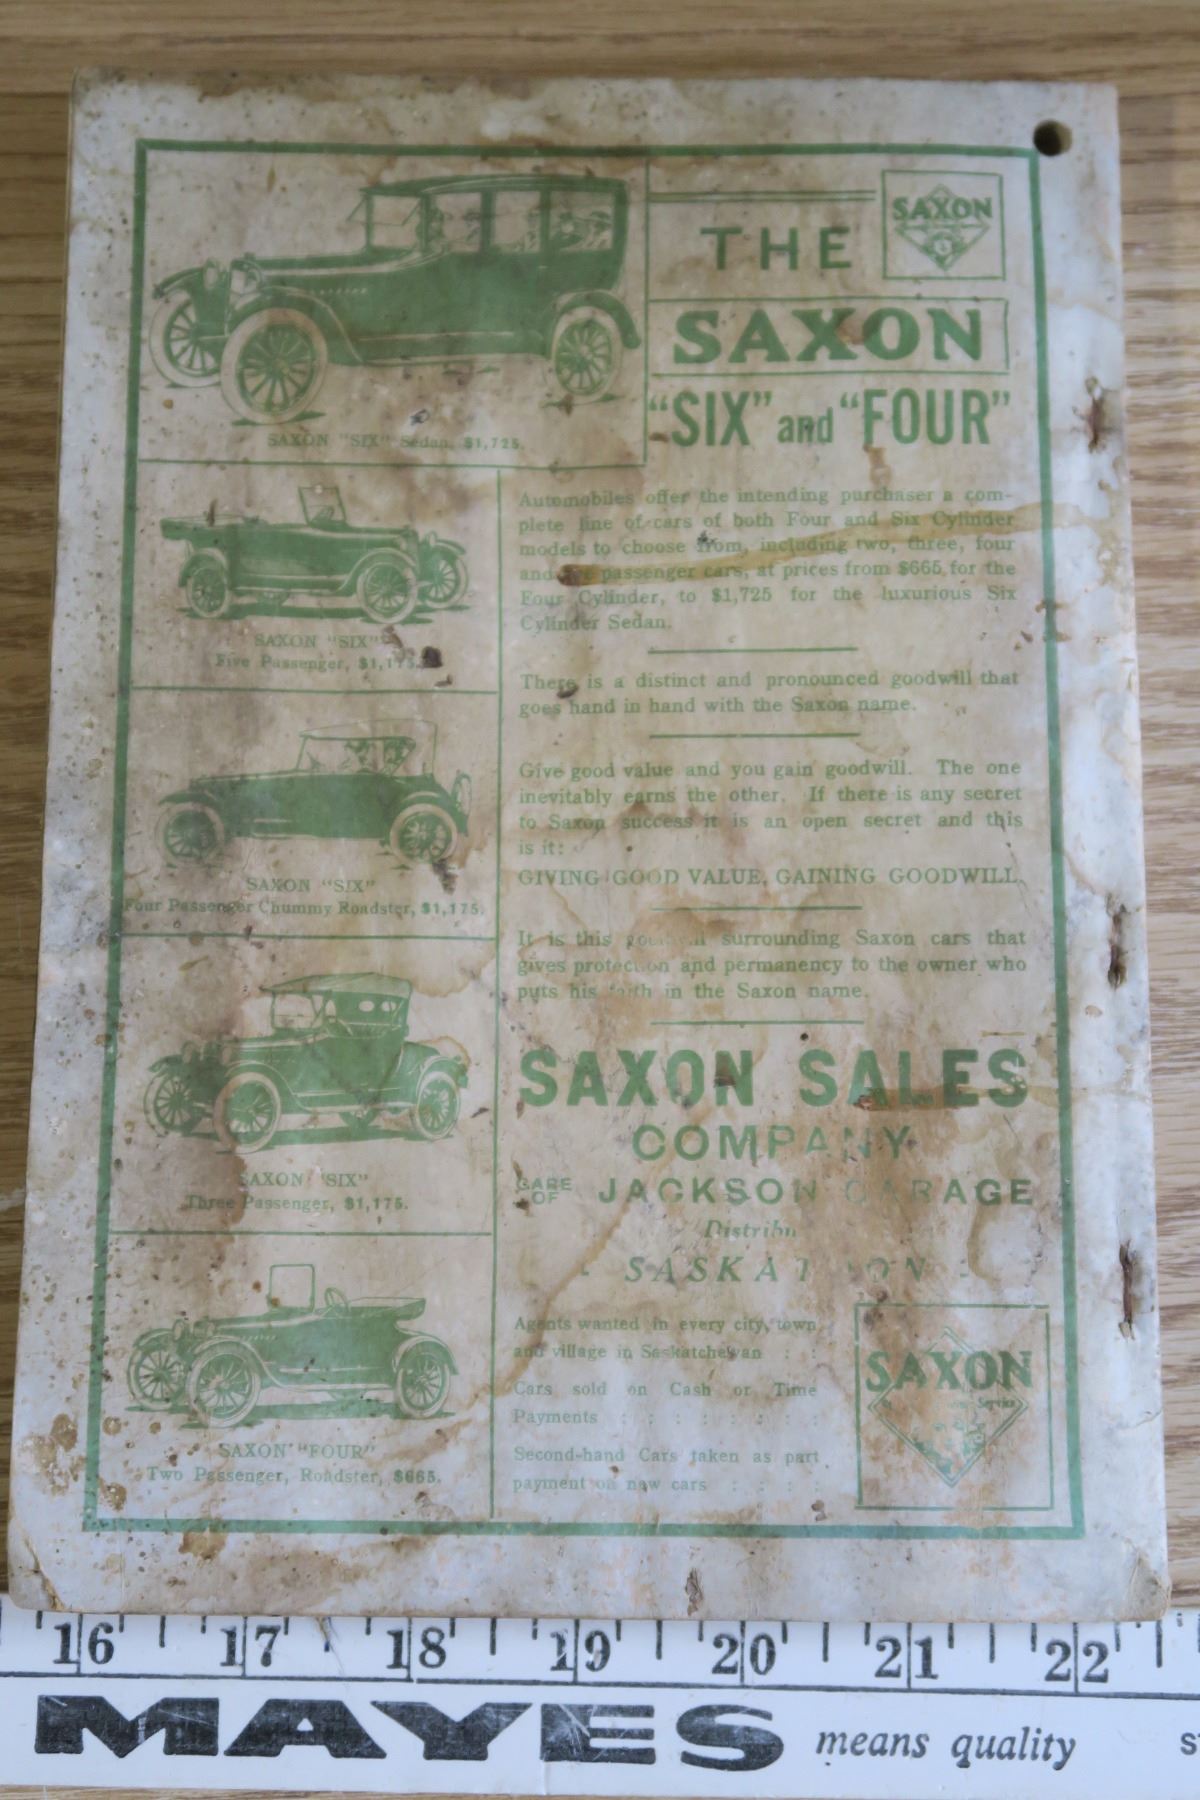 THE
SAXON
SAXON
"SIX" and "FOUR"
SAXON "SIX" Sedan, $1,725.
Automobiles offer the intending purchaser a com-
plete line of cars of both Four and Six Cylinder
models to choose from, including two, three, four
and passenger cars, at prices from $665 for the
Four Cylinder, to $1,725 for the luxurious Six
Cylinder Sedan.
SAXON "SIX"
Five Passenger, $1,175.
There is a distinct and pronounced goodwill that
goes hand in hand with the Saxon name.
Give good value and you gain goodwill. The one
inevitably earns the other. If there is any secret
to Saxon success it is an open secret and this
is it:
GIVING GOOD VALUE, GAINING GOODWILL.
SAXON "SIX"
Four Passenger Chummy Roadster, $1,175.
It is this goodwill surrounding Saxon cars that
gives protection and permanency to the owner who
puts his faith in the Saxon name.
SAXON SALES
COMPANY
CARE OF JACKSON GARAGE
SASKATOON
SAXON "SIX"
Three Passenger, $1,175.
Agents wanted in every city, town
and village in Saskatchewan : :
Cars sold on Cash or Time
Payments : : : : : : : :
Second-hand Cars taken as part
payment on new cars : : : :
SAXON
Service
SAXON "FOUR"
Two Passenger, Roadster, $665.
16 17 18 19 20 21 22
MAYES means quality